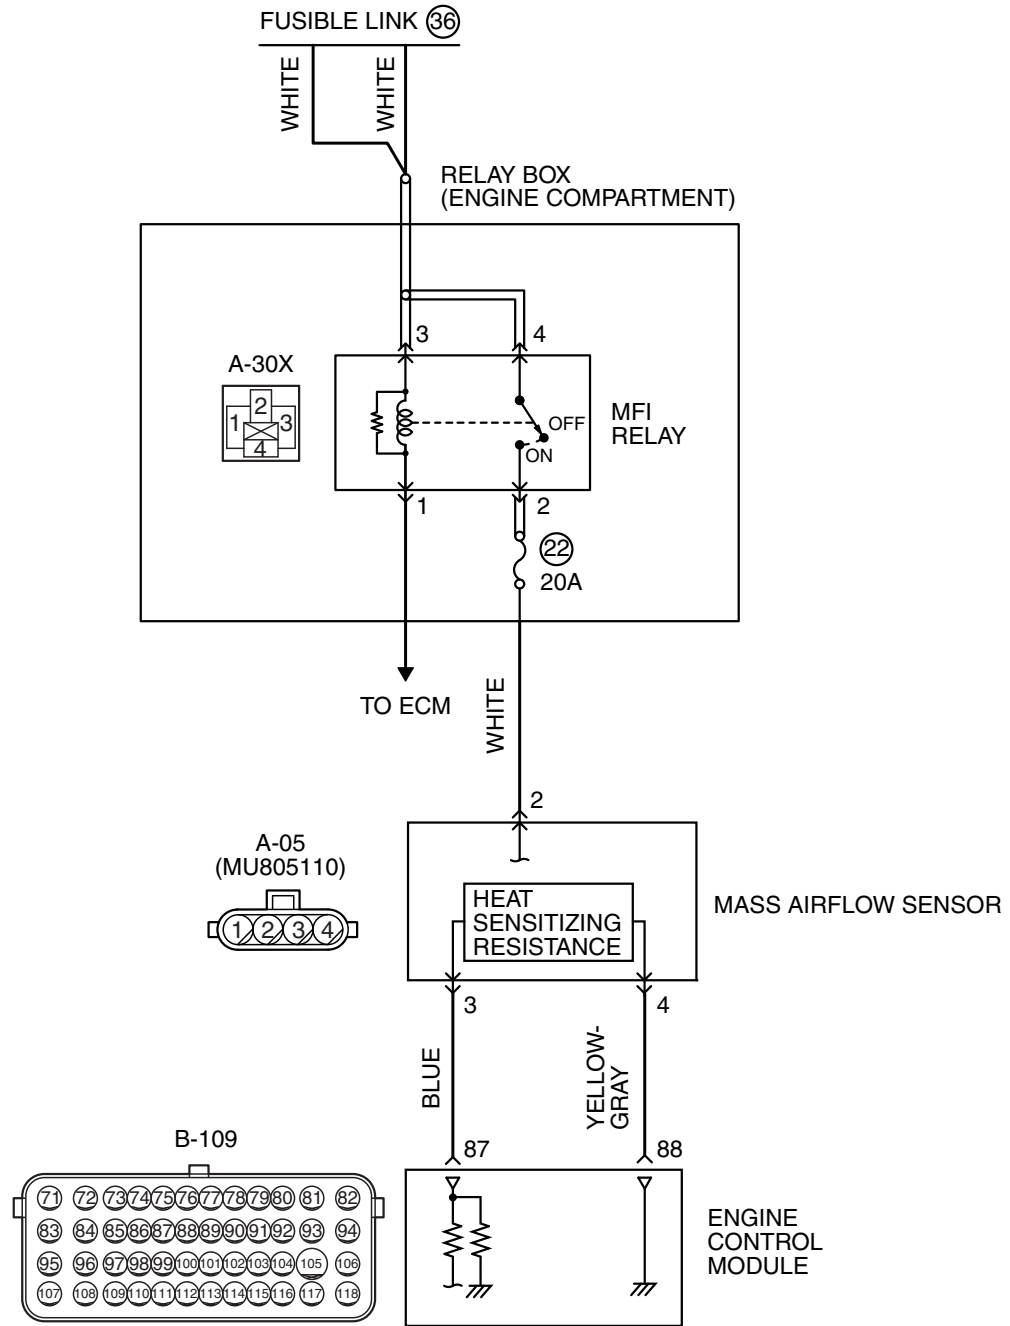 FUSIBLE LINK 36
WHITE
WHITE
RELAY BOX
(ENGINE COMPARTMENT)
3
4
A-30X
2
1
3
4
OFF
ON
MFI
RELAY
1
2
22
20A
TO ECM
WHITE
2
A-05
(MU805110)
1 2 3 4
HEAT
SENSITIZING
RESISTANCE
MASS AIRFLOW SENSOR
3
4
BLUE
YELLOW-
GRAY
87
88
B-109
71 72 73 74 75 76 77 78 79 80 81 82
83 84 85 86 87 88 89 90 91 92 93 94
95 96 97 98 99 100 101 102 103 104 105 106
107 108 109 110 111 112 113 114 115 116 117 118
ENGINE
CONTROL
MODULE